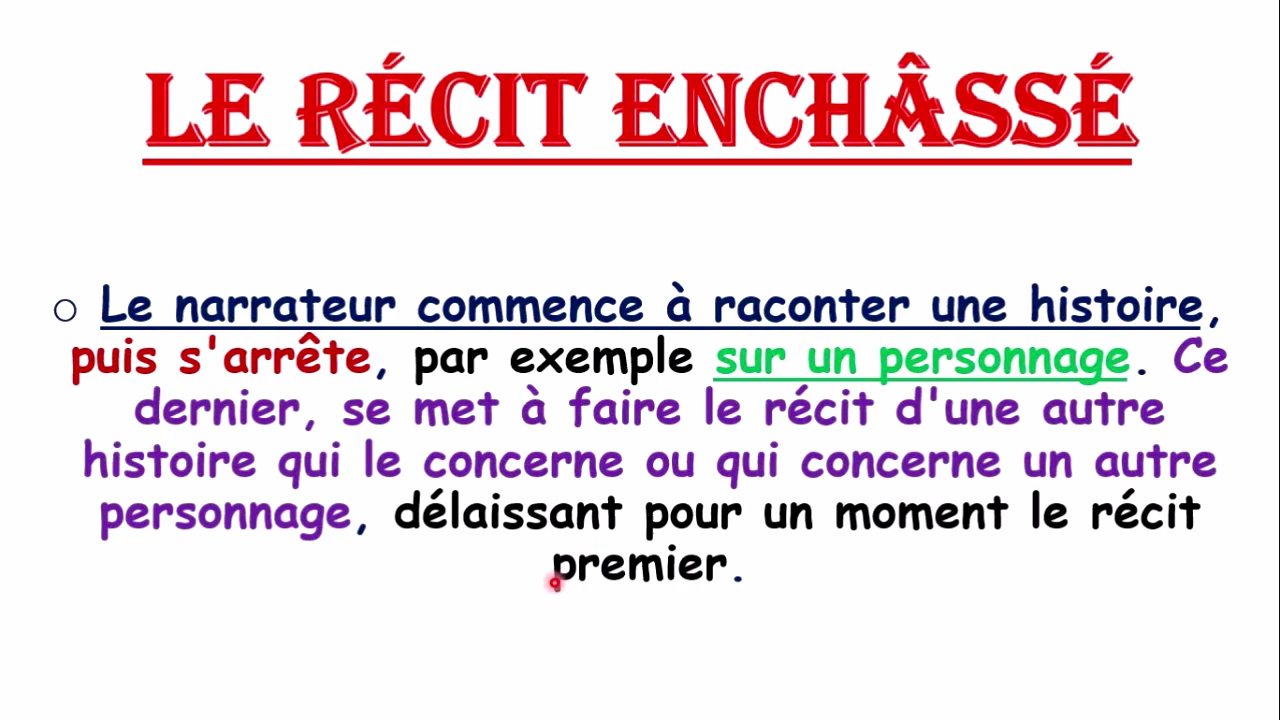 LE RÉCIT ENCHÂSSÉ
○ Le narrateur commence à raconter une histoire,
puis s'arrête, par exemple sur un personnage. Ce
dernier, se met à faire le récit d'une autre
histoire qui le concerne ou qui concerne un autre
personnage, délaissant pour un moment le récit
premier.